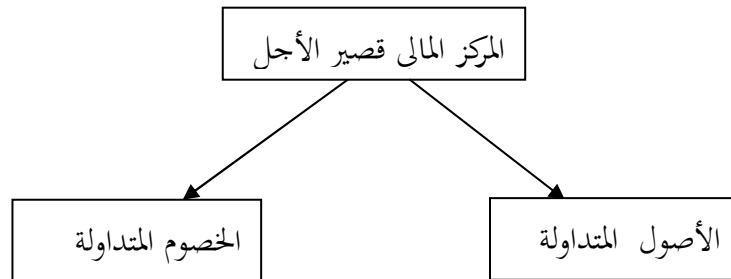 المركز المالى قصير الأجل
الأصول المتداولة
الخصوم المتداولة